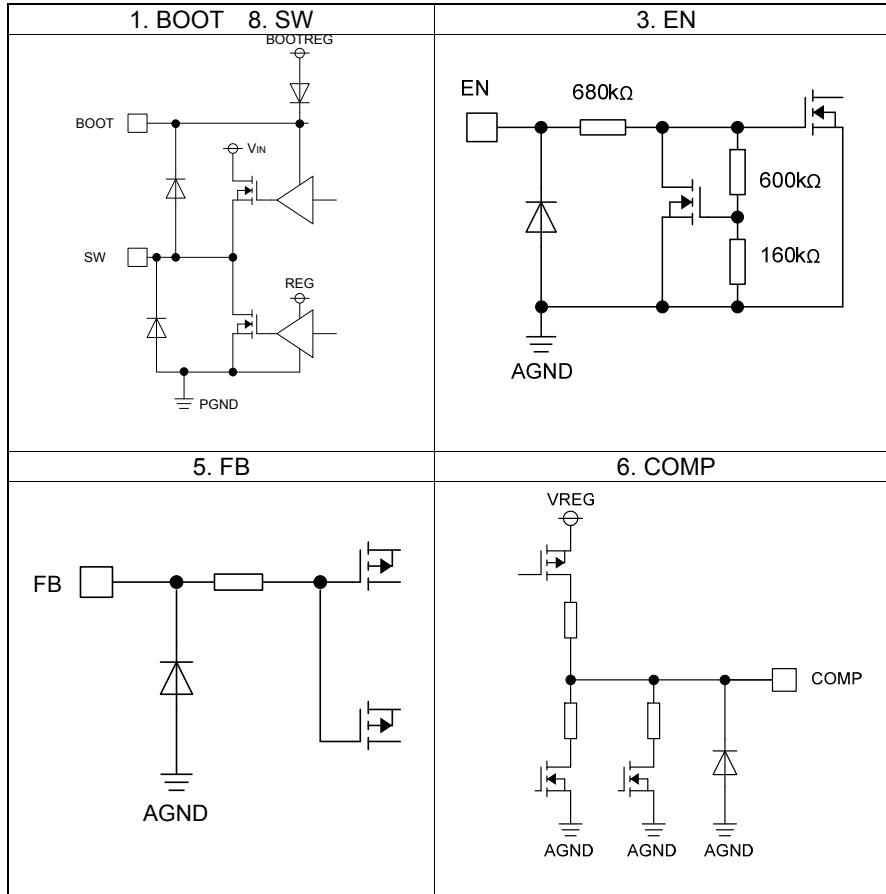 1. BOOT 8. SW
BOOTREG
BOOT
VIN
SW
REG
PGND
3. EN
EN
680kΩ
600kΩ
160kΩ
AGND
5. FB
FB
AGND
6. COMP
VREG
COMP
AGND AGND AGND